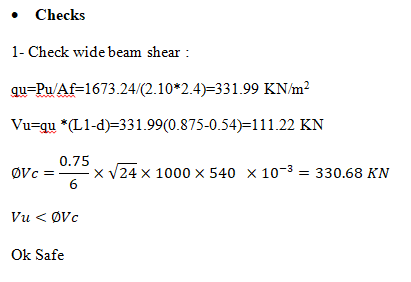 • Checks
1- Check wide beam shear :
qu=Pu/Af=1673.24/(2.10*2.4)=331.99 KN/m²
Vu=qu *(L1-d)=331.99(0.875-0.54)=111.22 KN
ØVc = 0.75/6 × √24 × 1000 × 540 × 10⁻³ = 330.68 KN
Vu < ØVc
Ok Safe